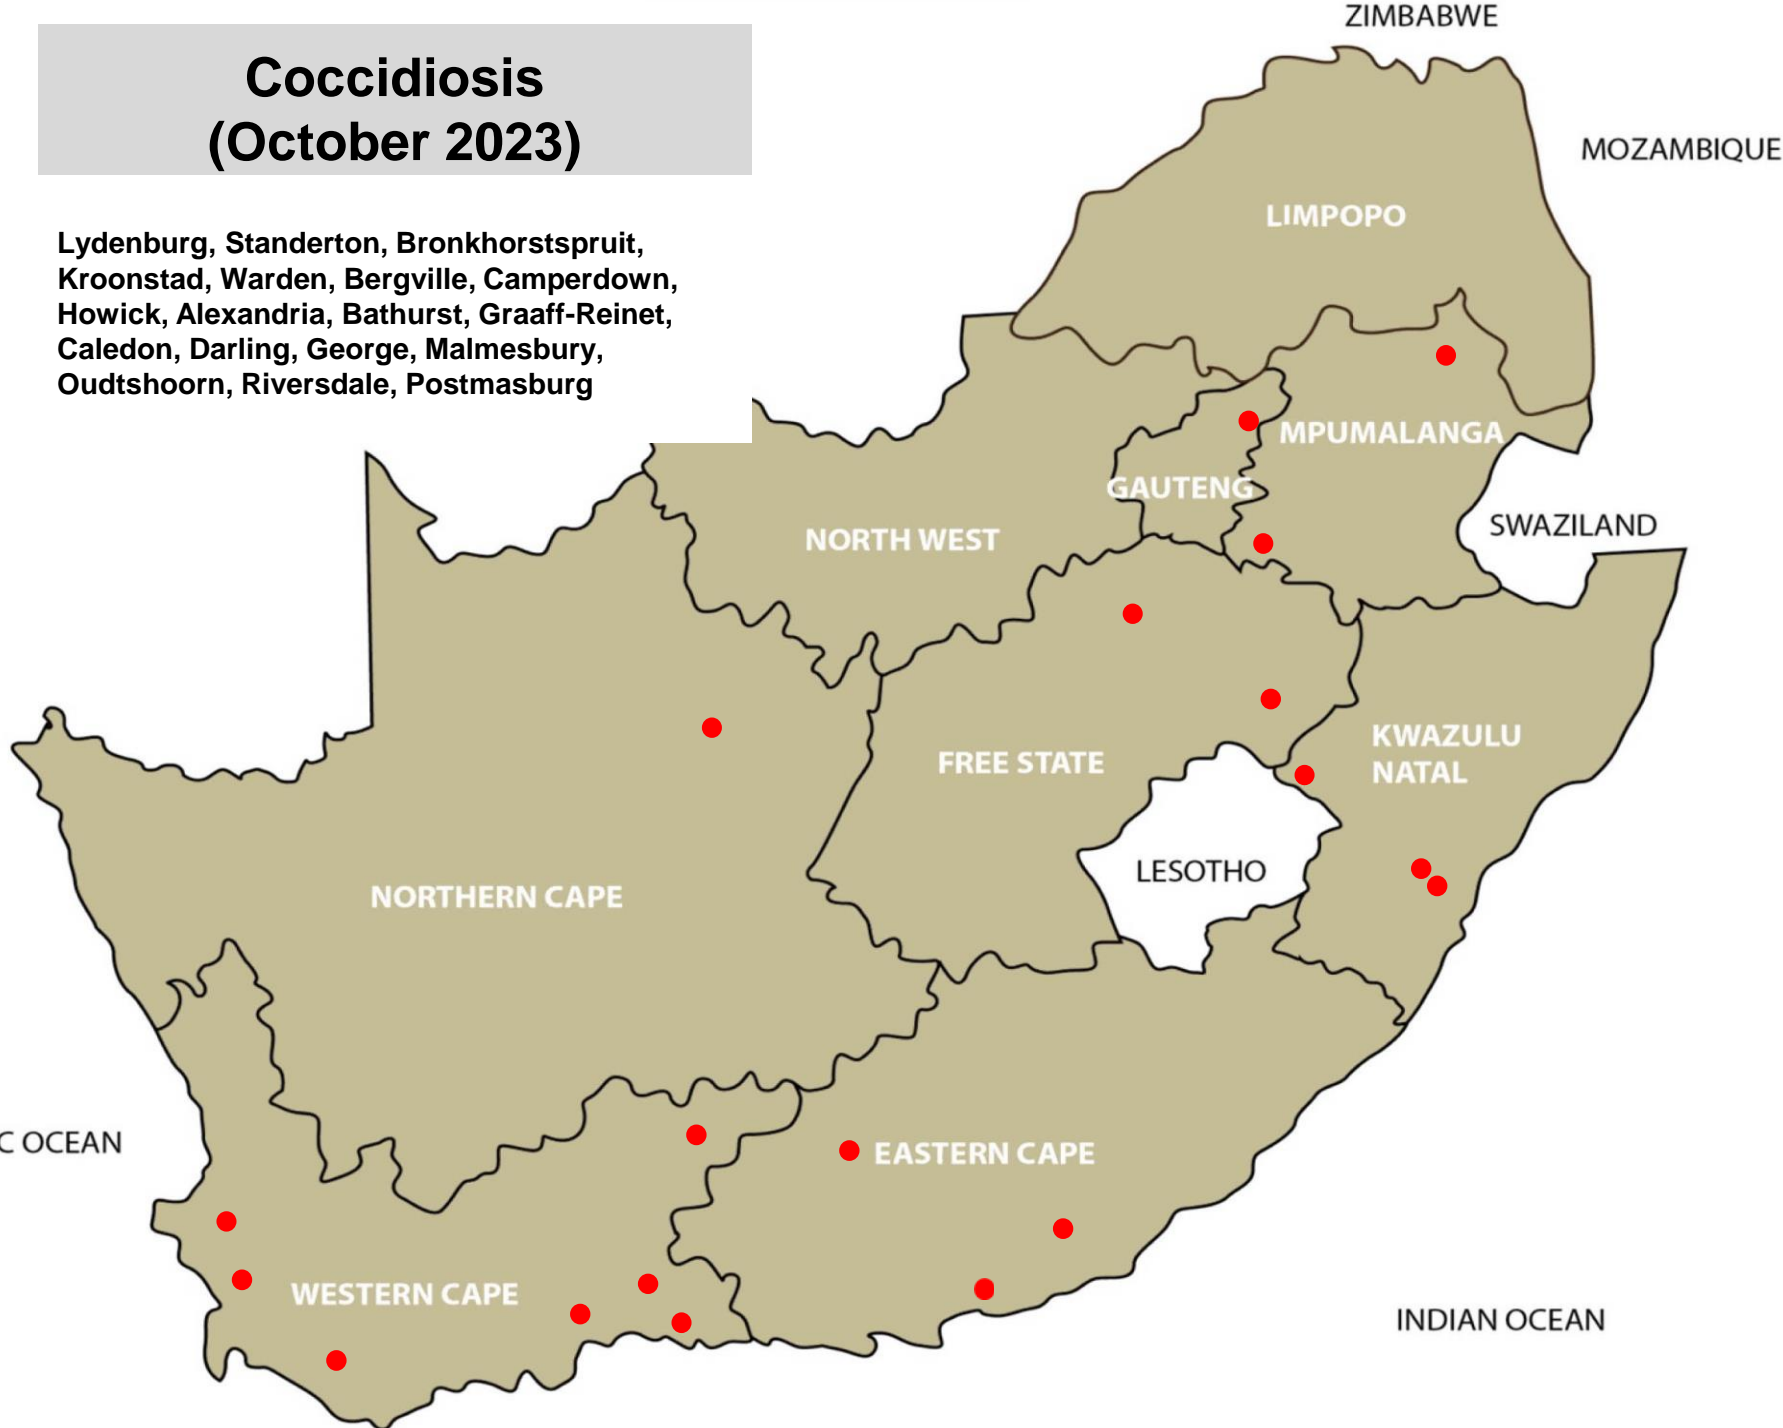 Coccidiosis
(October 2023)
Lydenburg, Standerton, Bronkhorstspruit,
Kroonstad, Warden, Bergville, Camperdown,
Howick, Alexandria, Bathurst, Graaff-Reinet,
Caledon, Darling, George, Malmesbury,
Oudtshoorn, Riversdale, Postmasburg
ZIMBABWE
MOZAMBIQUE
LIMPOPO
MPUMALANGA
GAUTENG
NORTH WEST
SWAZILAND
KWAZULU
NATAL
FREE STATE
LESOTHO
NORTHERN CAPE
C OCEAN
EASTERN CAPE
WESTERN CAPE
INDIAN OCEAN